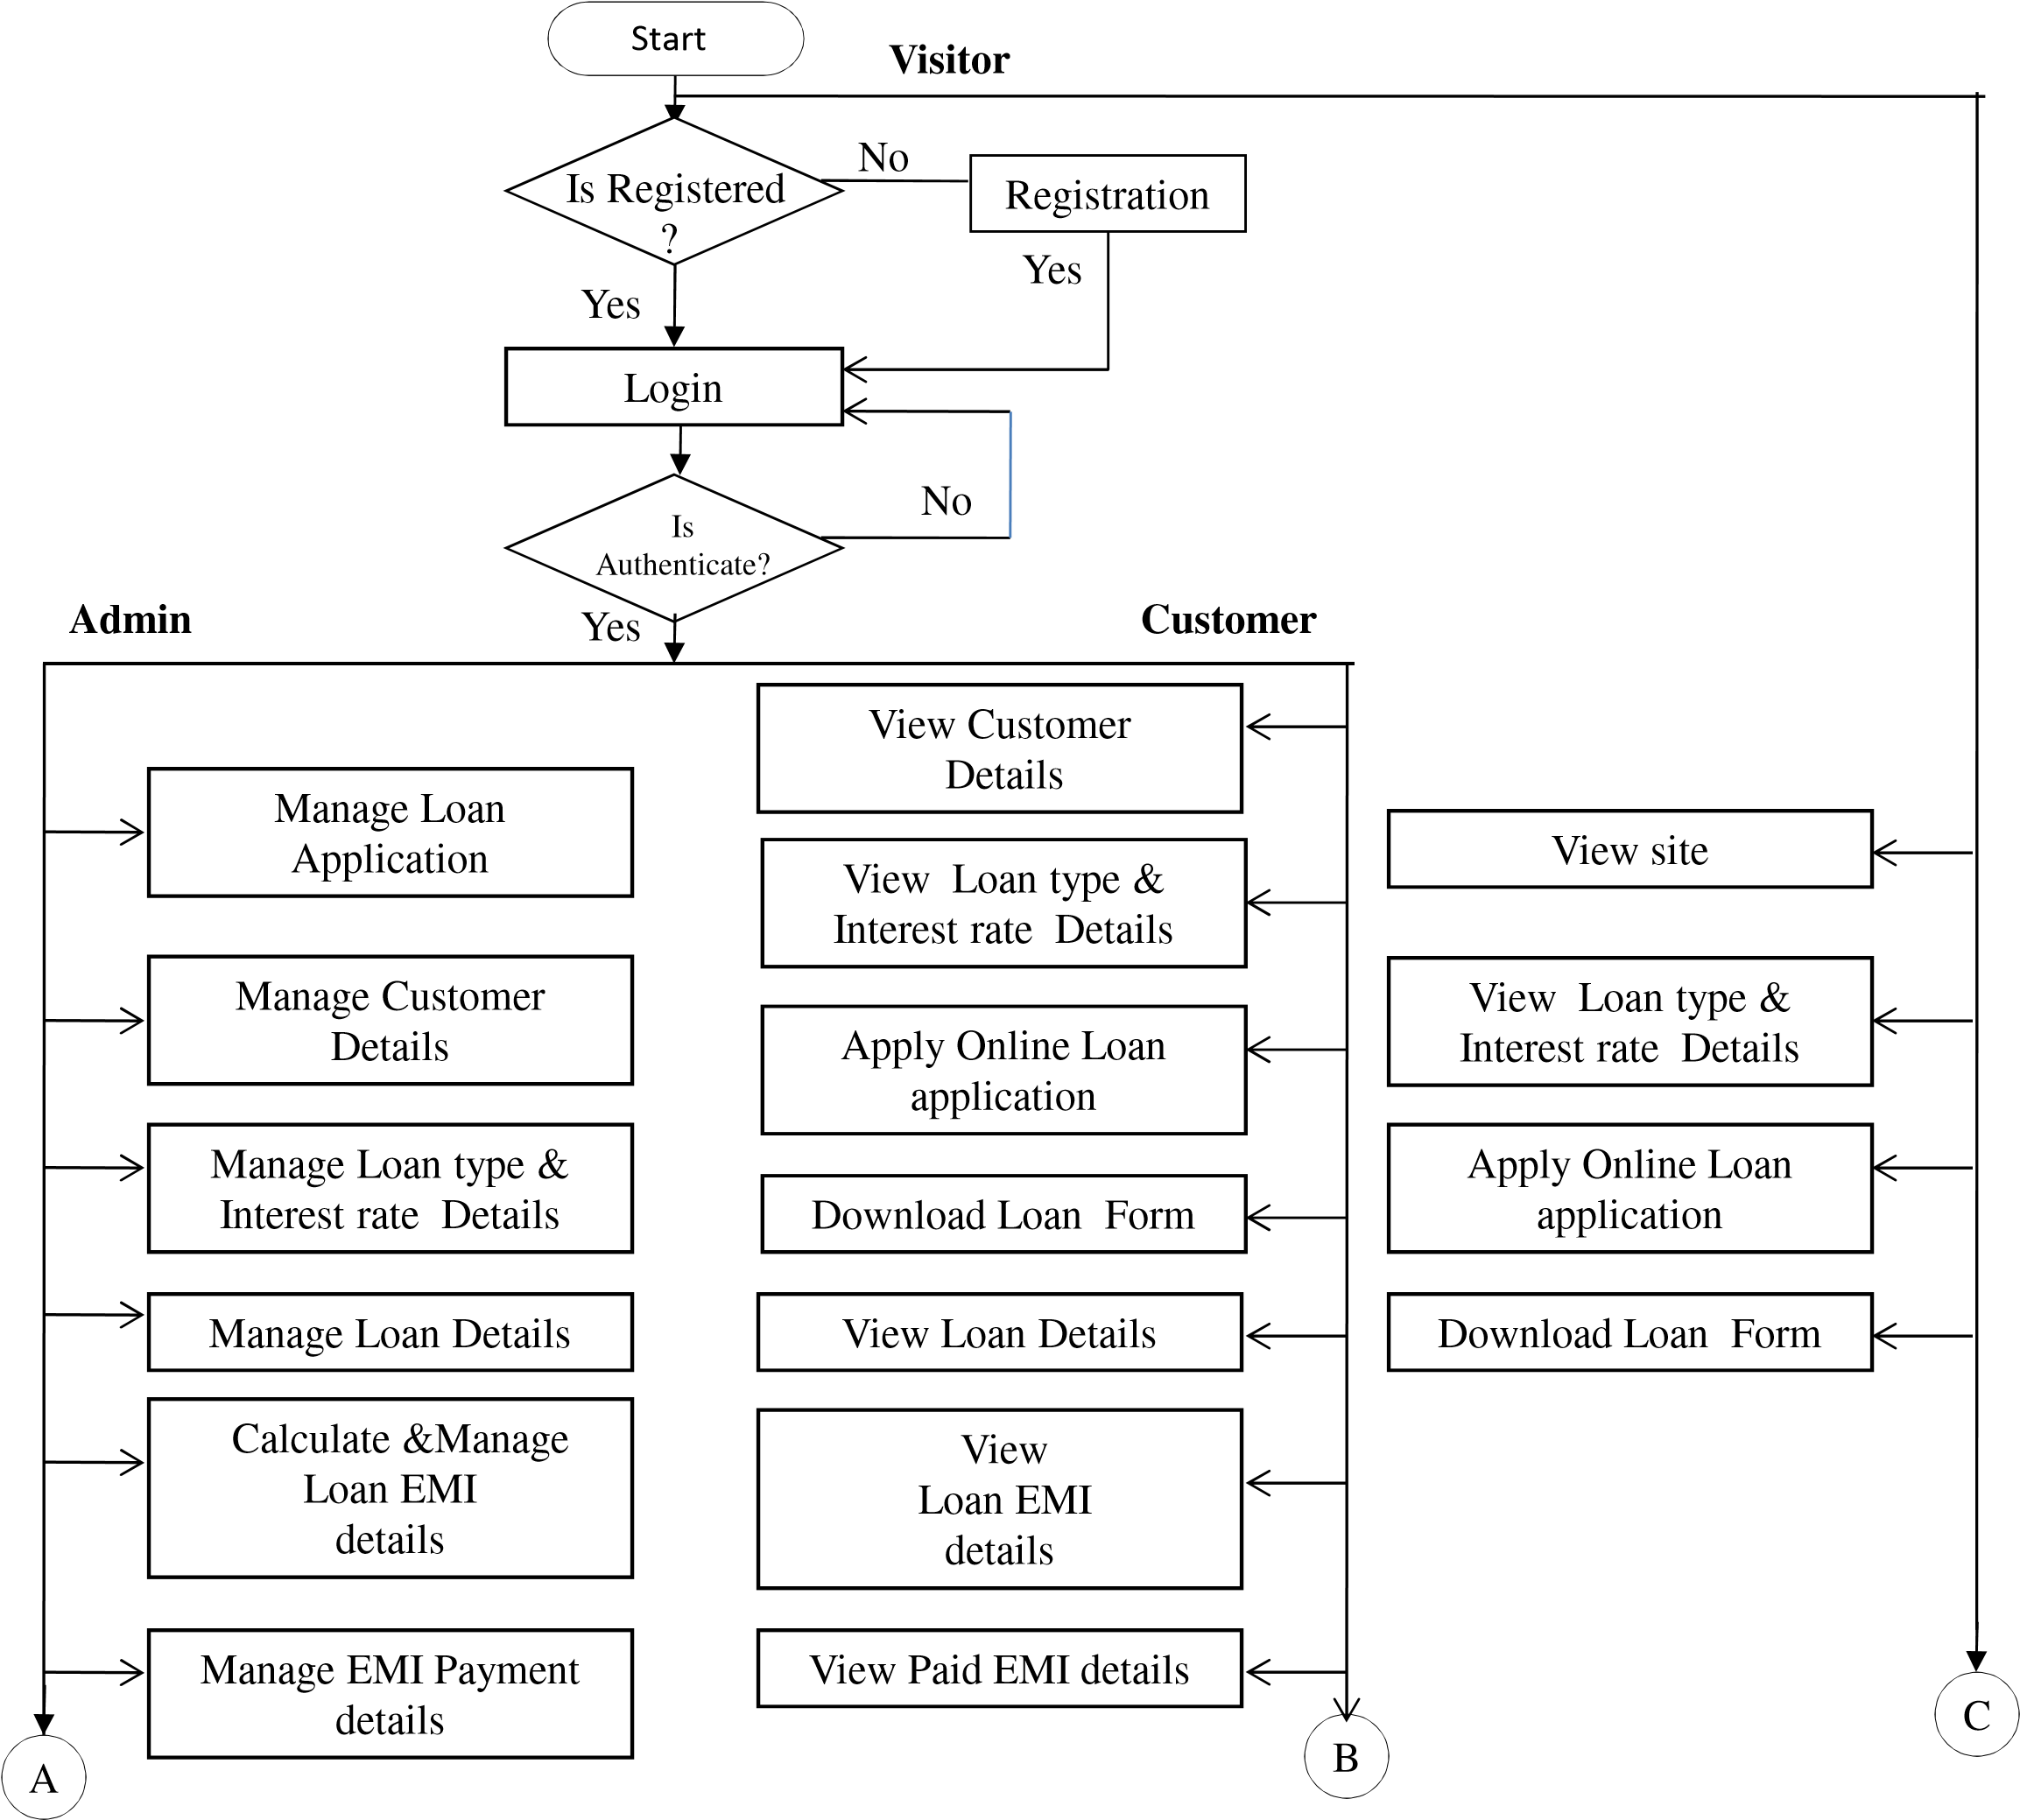 Start
Visitor
Is Registered
?
No
Registration
Yes
Yes
Login
No
Is
Authenticate?
Yes
Admin
Customer
Manage Loan
Application
Manage Customer
Details
Manage Loan type &
Interest rate Details
Manage Loan Details
Calculate &Manage
Loan EMI
details
Manage EMI Payment
details
A
View Customer
Details
View Loan type &
Interest rate Details
Apply Online Loan
application
Download Loan Form
View Loan Details
View
Loan EMI
details
View Paid EMI details
B
View site
View Loan type &
Interest rate Details
Apply Online Loan
application
Download Loan Form
C